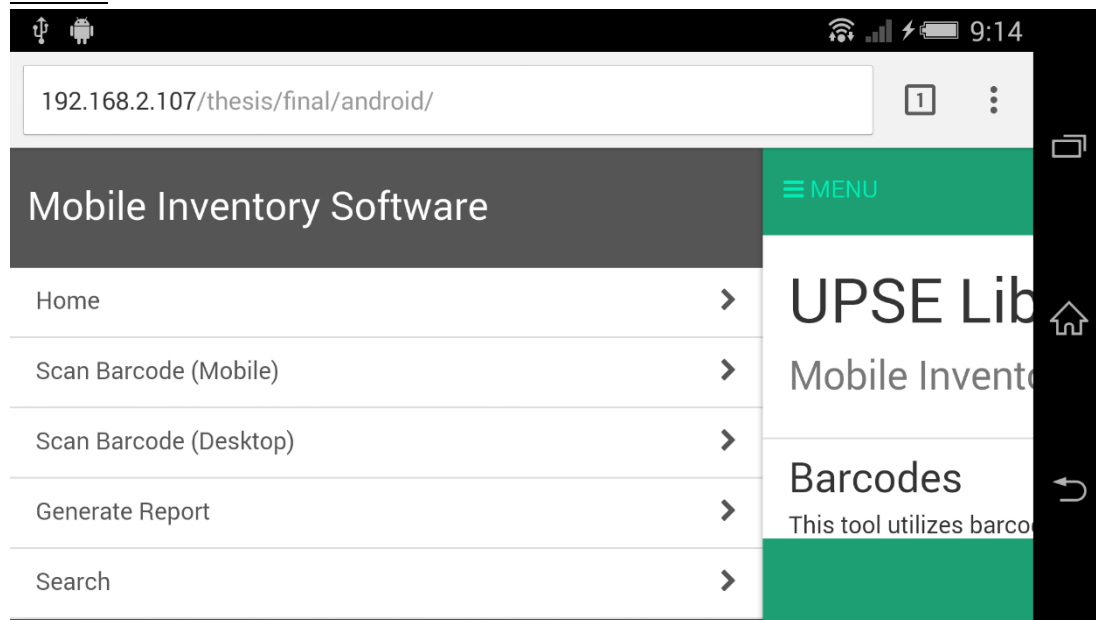 9:14
192.168.2.107/thesis/final/android/
1
Mobile Inventory Software
Home
Scan Barcode (Mobile)
Scan Barcode (Desktop)
Generate Report
Search
MENU
UPSE Lib
Mobile Invento
Barcodes
This tool utilizes barco